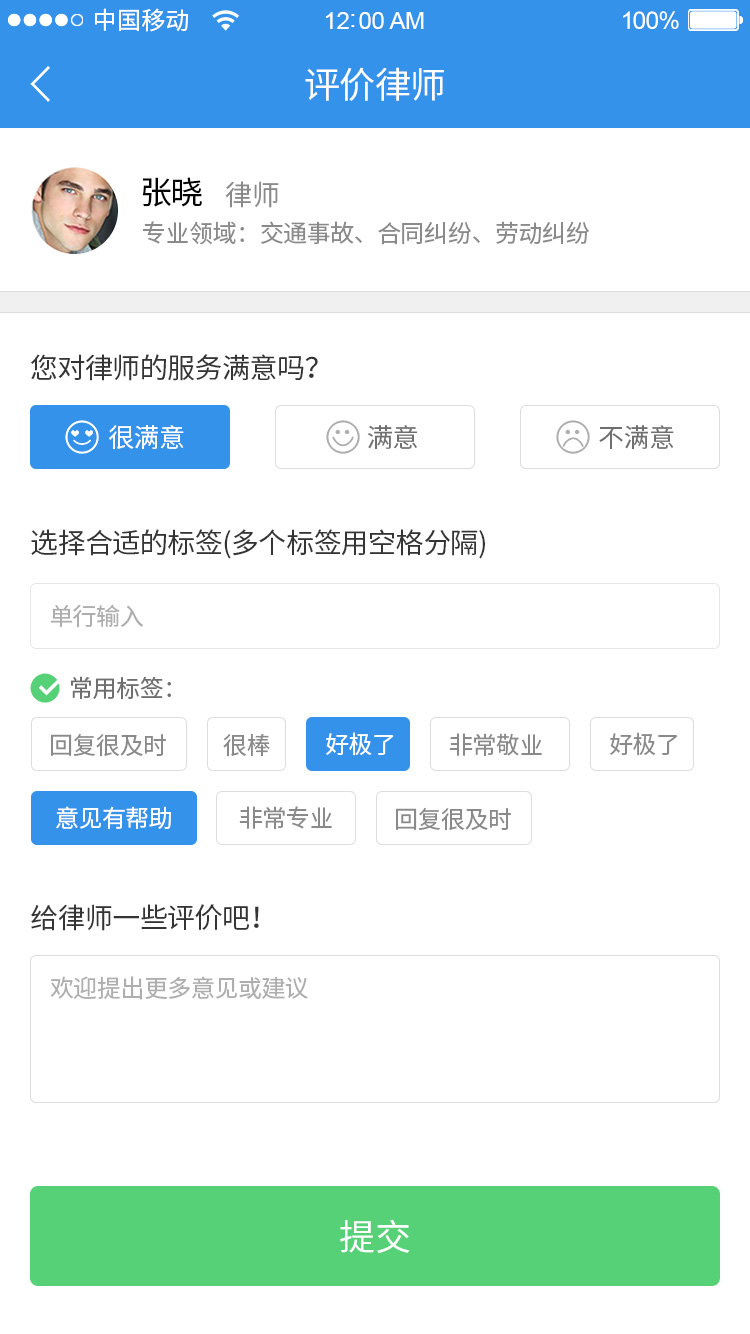 中国移动 12:00 AM 100%
评价律师
张晓 律师
专业领域：交通事故、合同纠纷、劳动纠纷
您对律师的服务满意吗？
很满意 满意 不满意
选择合适的标签(多个标签用空格分隔)
单行输入
常用标签：
回复很及时 很棒 好极了 非常敬业 好极了
意见有帮助 非常专业 回复很及时
给律师一些评价吧！
欢迎提出更多意见或建议
提交